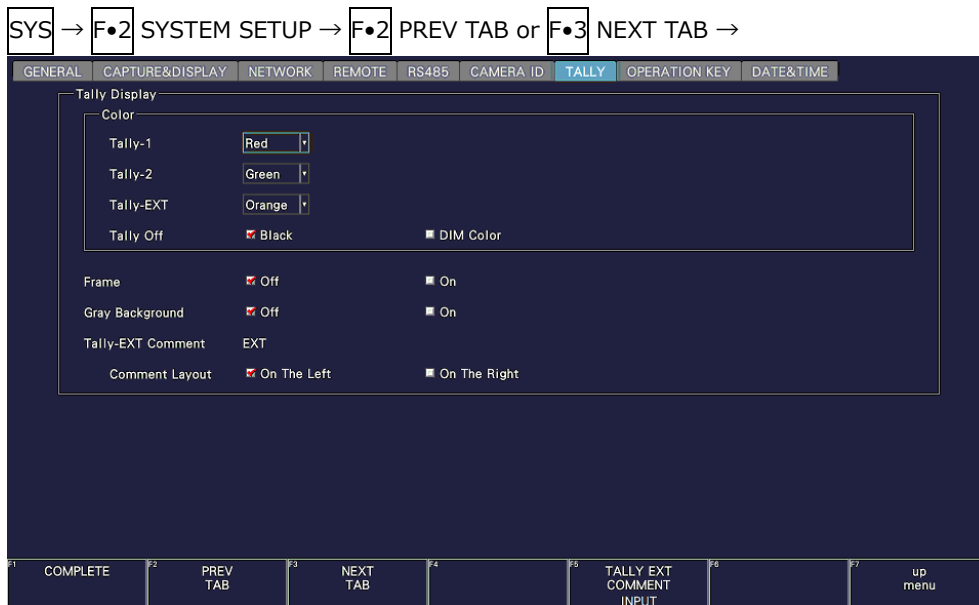 SYS → F•2 SYSTEM SETUP → F•2 PREV TAB or F•3 NEXT TAB →
GENERAL CAPTURE&DISPLAY NETWORK REMOTE RS485 CAMERA ID TALLY OPERATION KEY DATE&TIME
Tally Display
Color
Tally-1 Red
Tally-2 Green
Tally-EXT Orange
Tally Off Black DIM Color
Frame Off On
Gray Background Off On
Tally-EXT Comment EXT
Comment Layout On The Left On The Right
F1 COMPLETE
F2 PREV
TAB
F3 NEXT
TAB
F4
F5 TALLY EXT
COMMENT
INPUT
F6
F7 up
menu